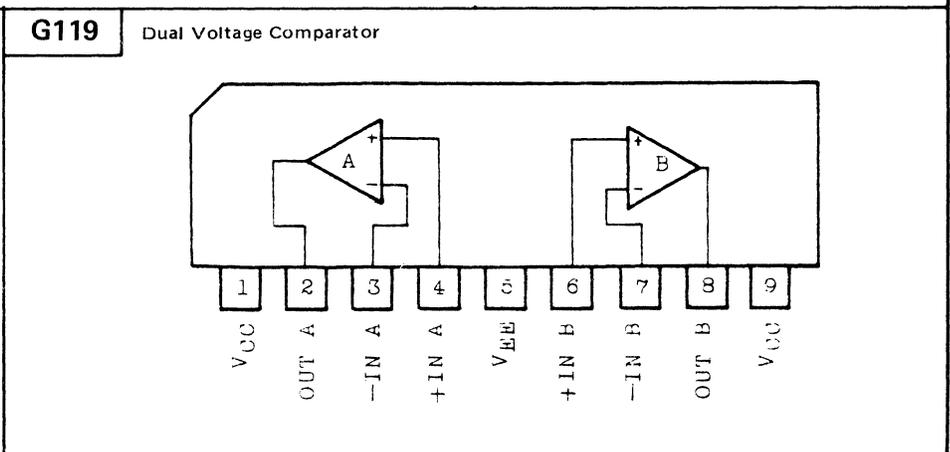 G119 Dual Voltage Comparator
+ A −
+ B −
1 2 3 4 5 6 7 8 9
VCC
OUT A
−IN A
+IN A
VEE
+IN B
−IN B
OUT B
VCC